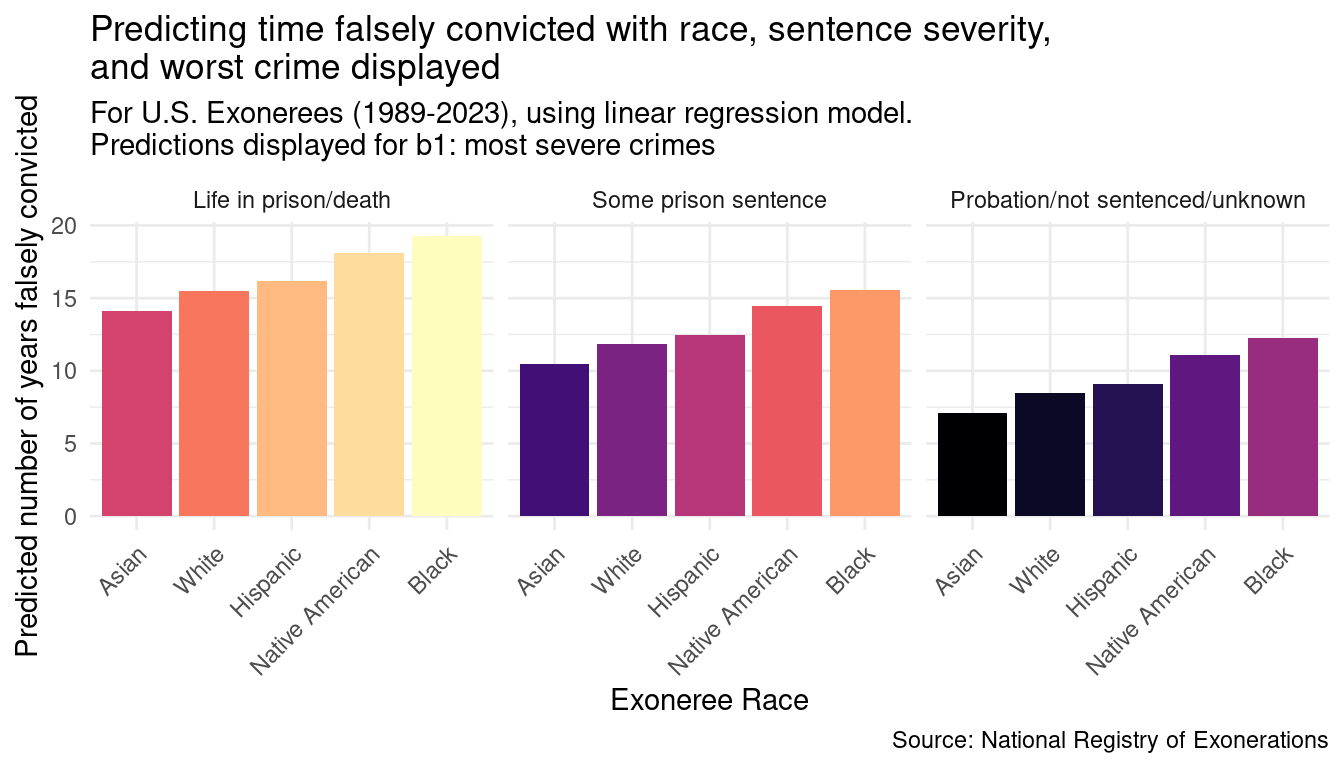 Predicting time falsely convicted with race, sentence severity,
and worst crime displayed
For U.S. Exonerees (1989-2023), using linear regression model.
Predictions displayed for b1: most severe crimes
Predicted number of years falsely convicted
Life in prison/death
Some prison sentence
Probation/not sentenced/unknown
20
15
10
5
0
Asian
White
Hispanic
Native American
Black
Asian
White
Hispanic
Native American
Black
Asian
White
Hispanic
Native American
Black
Exoneree Race
Source: National Registry of Exonerations